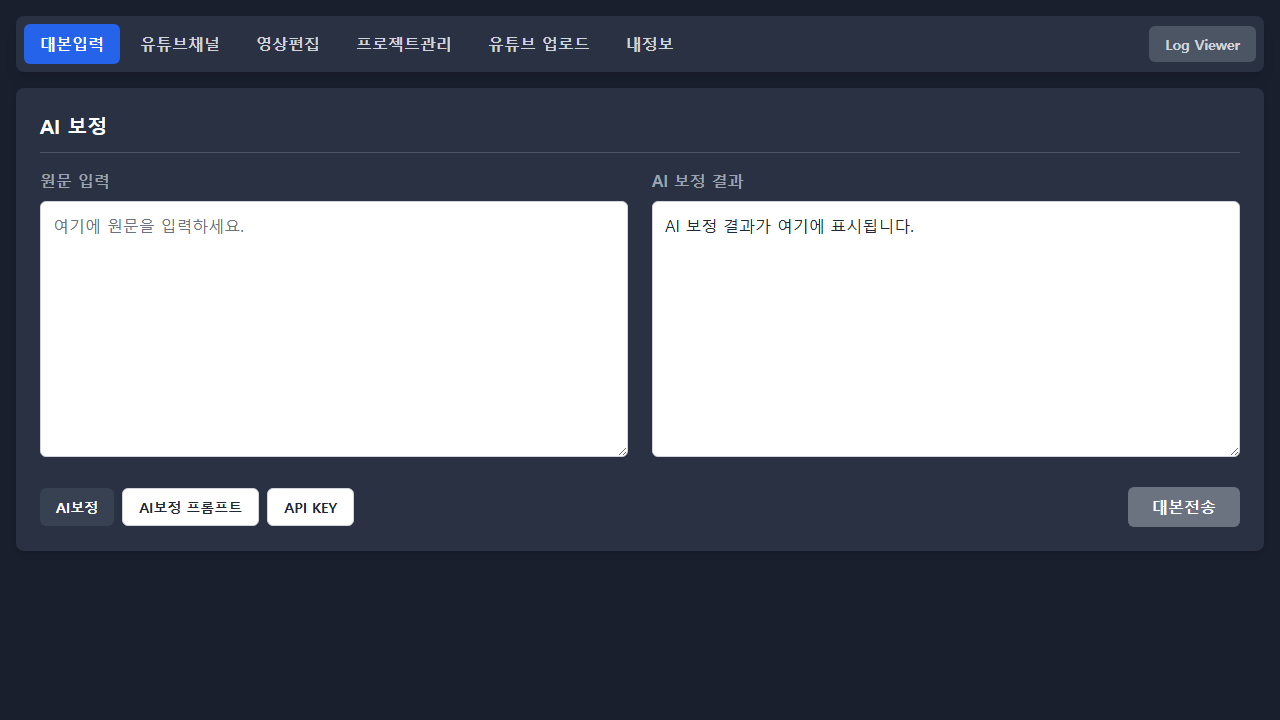 대본입력 유튜브채널 영상편집 프로젝트관리 유튜브 업로드 내정보 Log Viewer
AI 보정
원문 입력 AI 보정 결과
여기에 원문을 입력하세요. AI 보정 결과가 여기에 표시됩니다.
AI보정 AI보정 프롬프트 API KEY 대본전송